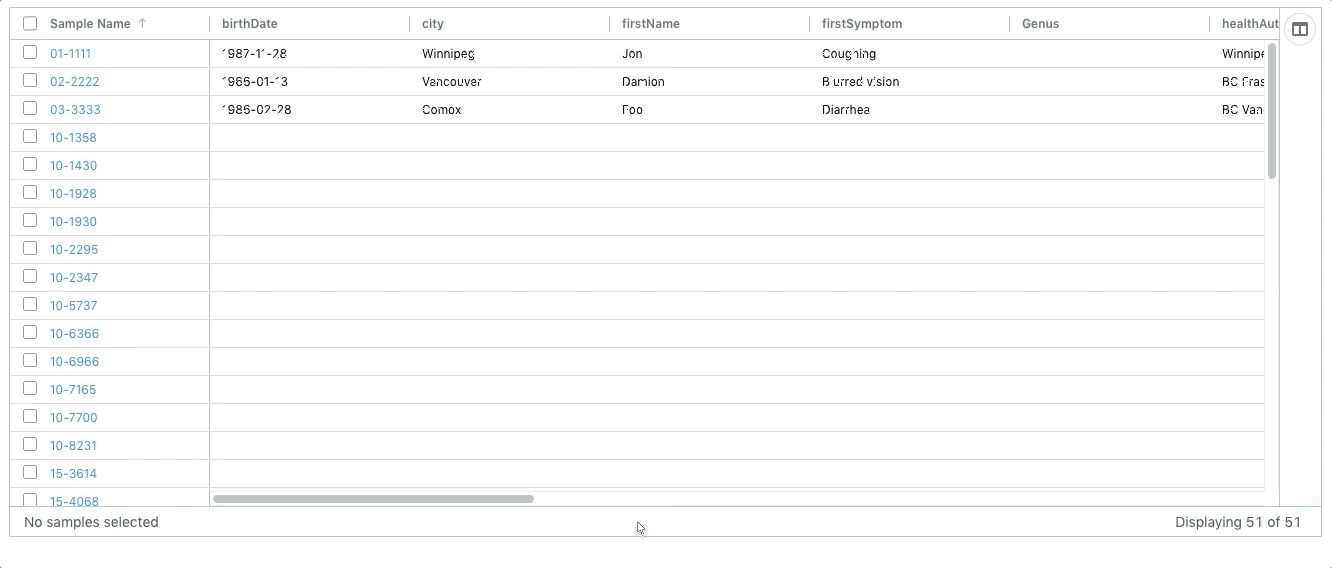 Sample Name ↑ birthDate city firstName firstSymptom Genus healthAut
01-1111 1987-11-28 Winnipeg Jon Coughing Winnipe
02-2222 1965-01-13 Vancouver Damion Blurred vision BC Fras
03-3333 1985-02-28 Comox Foo Diarrhea BC Van
10-1358
10-1430
10-1928
10-1930
10-2295
10-2347
10-5737
10-6366
10-6966
10-7165
10-7700
10-8231
15-3614
15-4068
No samples selected Displaying 51 of 51